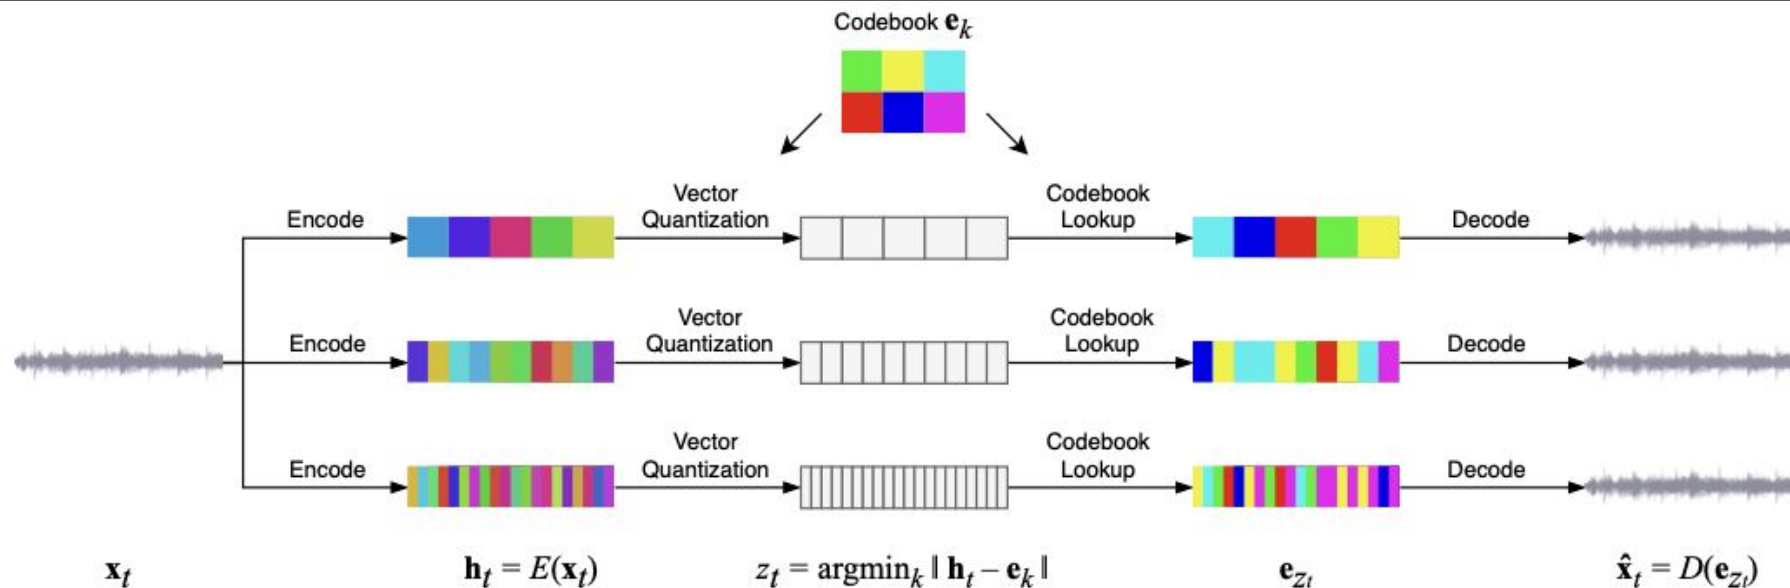 Codebook e_k
Encode
Vector
Quantization
Codebook
Lookup
Decode
Encode
Vector
Quantization
Codebook
Lookup
Decode
Encode
Vector
Quantization
Codebook
Lookup
Decode
x_t
h_t = E(x_t)
z_t = argmin_k ‖ h_t – e_k ‖
e_{z_t}
x̂_t = D(e_{z_t})